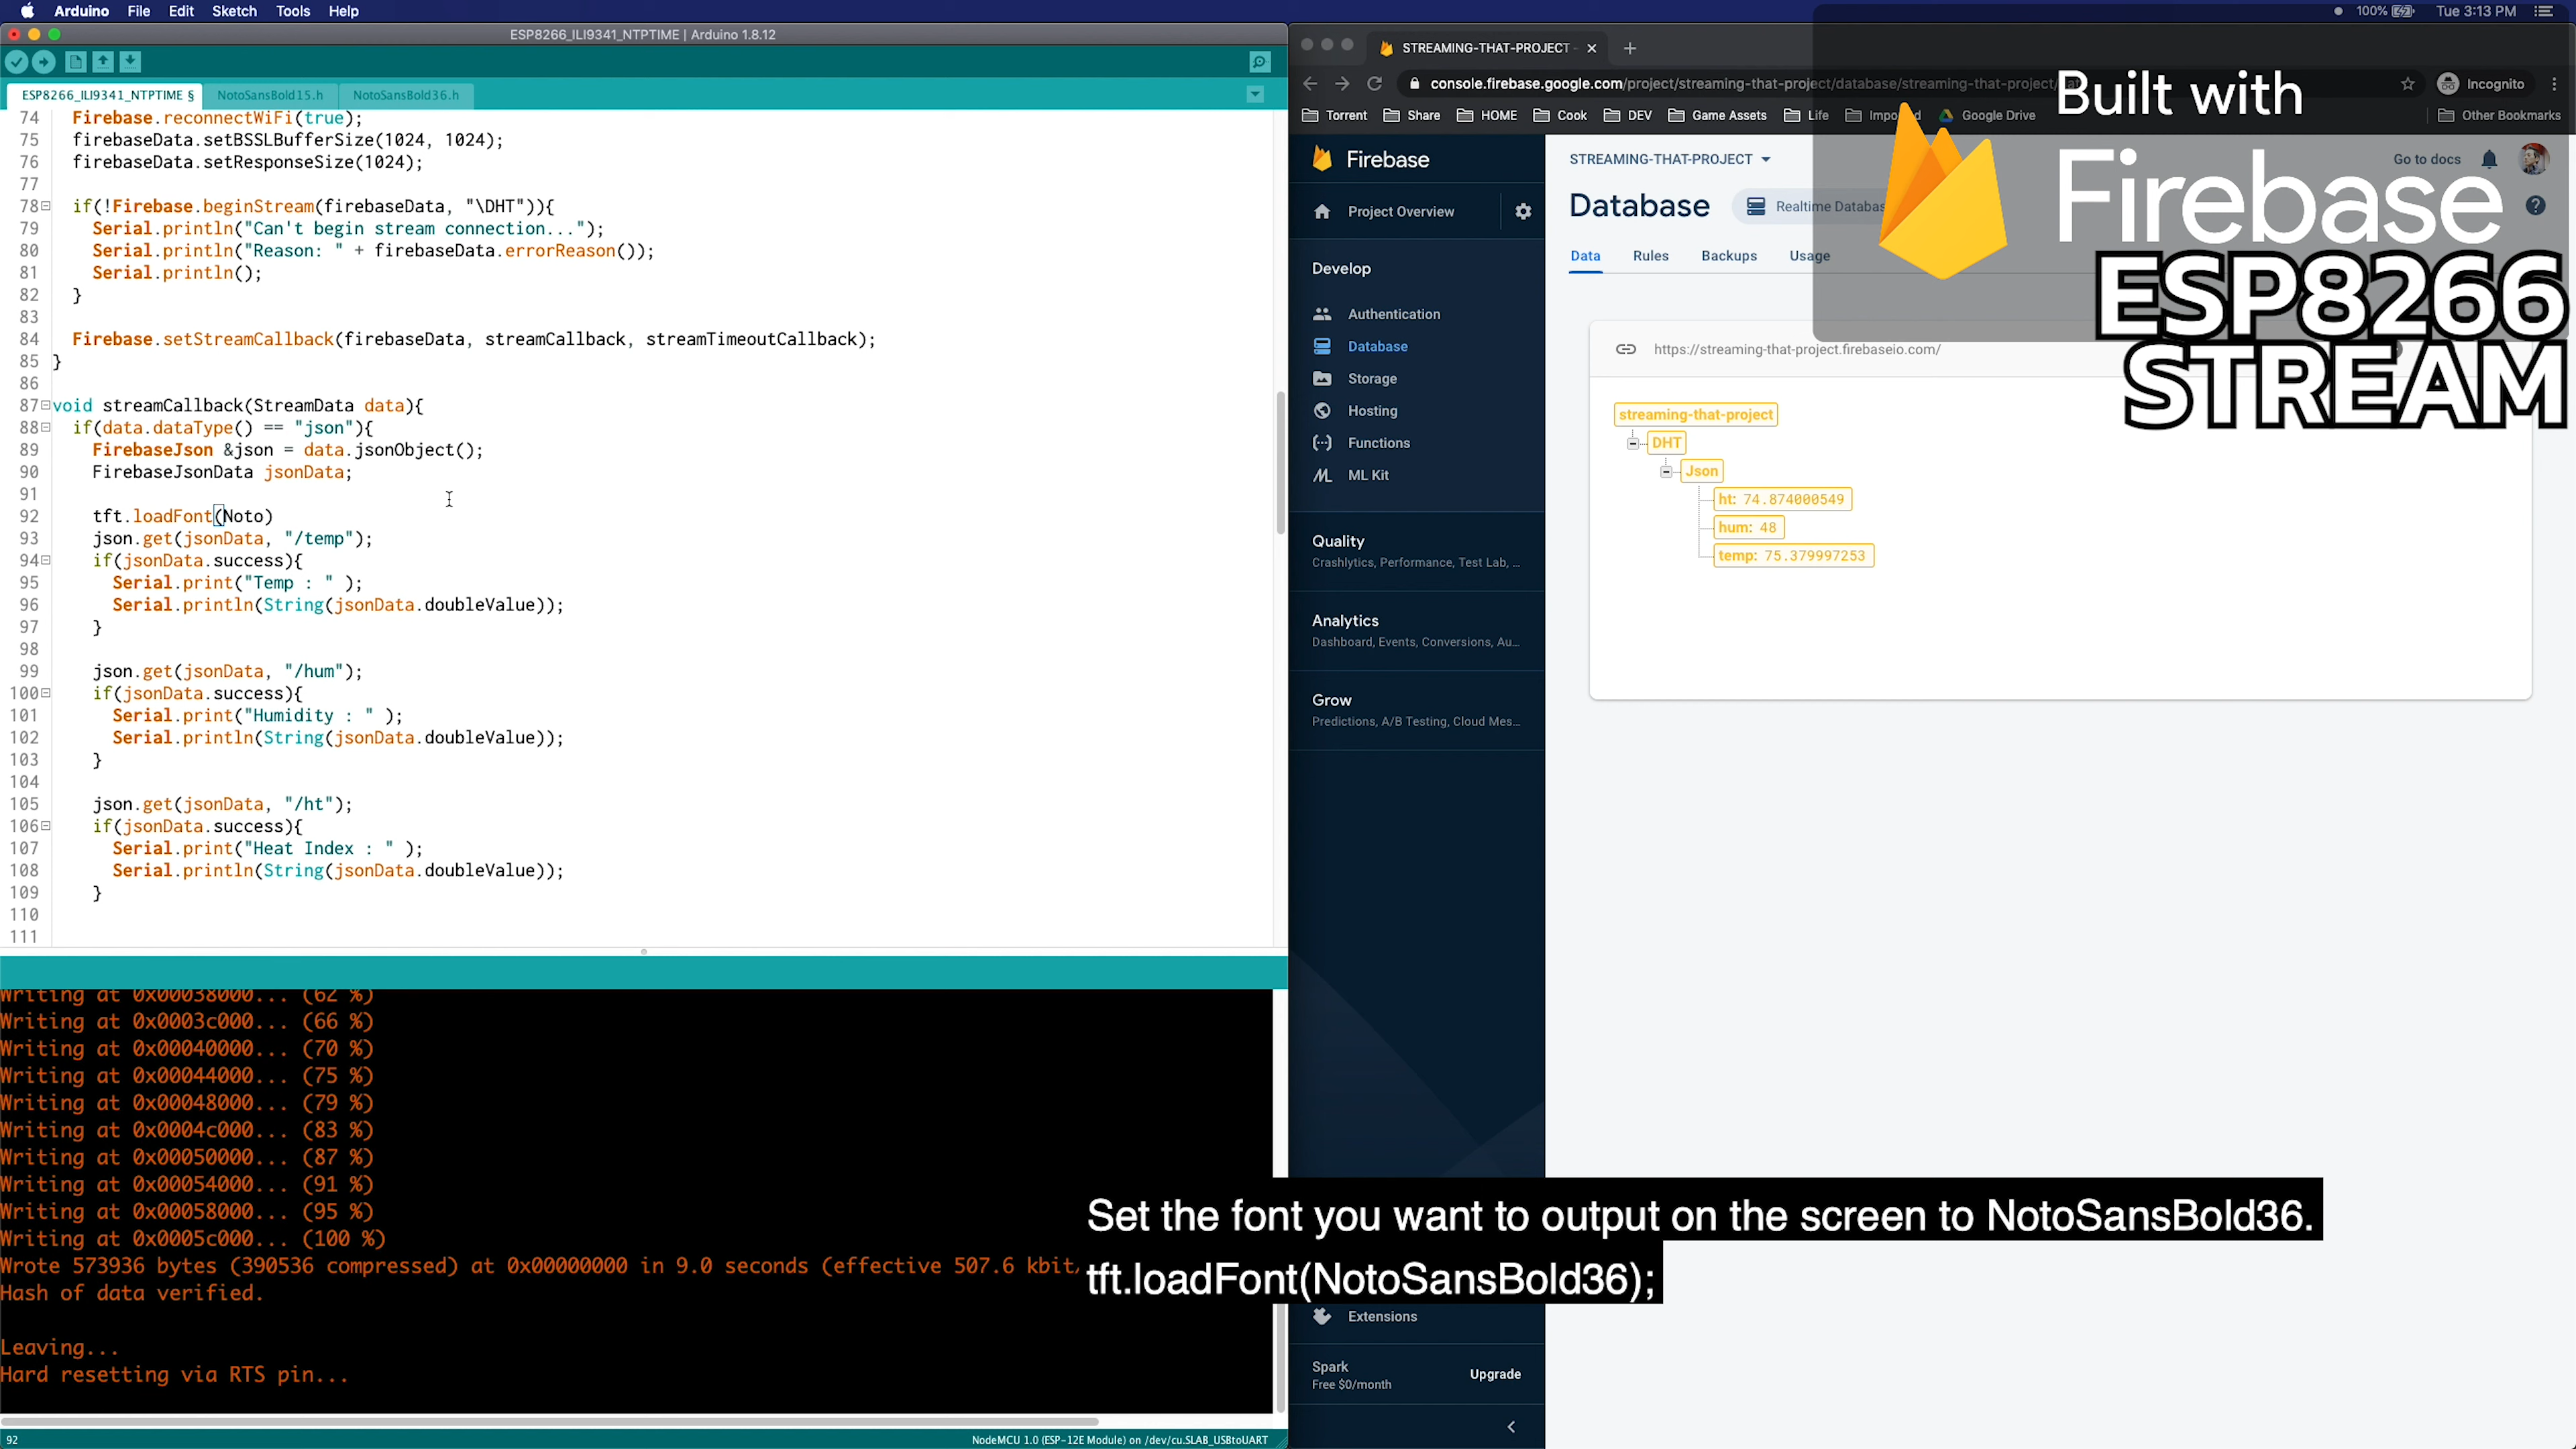 Arduino File Edit Sketch Tools Help
100% Tue 3:13 PM
ESP8266_ILI9341_NTPTIME | Arduino 1.8.12
ESP8266_ILI9341_NTPTIME § NotoSansBold15.h NotoSansBold36.h
74 Firebase.reconnectWiFi(true);
75 firebaseData.setBSSLBufferSize(1024, 1024);
76 firebaseData.setResponseSize(1024);
77
78 if(!Firebase.beginStream(firebaseData, "\DHT")){
79 Serial.println("Can't begin stream connection...");
80 Serial.println("Reason: " + firebaseData.errorReason());
81 Serial.println();
82 }
83
84 Firebase.setStreamCallback(firebaseData, streamCallback, streamTimeoutCallback);
85 }
86
87 void streamCallback(StreamData data){
88 if(data.dataType() == "json"){
89 FirebaseJson &json = data.jsonObject();
90 FirebaseJsonData jsonData;
91
92 tft.loadFont(Noto)
93 json.get(jsonData, "/temp");
94 if(jsonData.success){
95 Serial.print("Temp : " );
96 Serial.println(String(jsonData.doubleValue));
97 }
98
99 json.get(jsonData, "/hum");
100 if(jsonData.success){
101 Serial.print("Humidity : " );
102 Serial.println(String(jsonData.doubleValue));
103 }
104
105 json.get(jsonData, "/ht");
106 if(jsonData.success){
107 Serial.print("Heat Index : " );
108 Serial.println(String(jsonData.doubleValue));
109 }
110
111
Writing at 0x00038000... (62 %)
Writing at 0x0003c000... (66 %)
Writing at 0x00040000... (70 %)
Writing at 0x00044000... (75 %)
Writing at 0x00048000... (79 %)
Writing at 0x0004c000... (83 %)
Writing at 0x00050000... (87 %)
Writing at 0x00054000... (91 %)
Writing at 0x00058000... (95 %)
Writing at 0x0005c000... (100 %)
Wrote 573936 bytes (390536 compressed) at 0x00000000 in 9.0 seconds (effective 507.6 kbit/
Hash of data verified.
Leaving...
Hard resetting via RTS pin...
92
NodeMCU 1.0 (ESP-12E Module) on /dev/cu.SLAB_USBtoUART
STREAMING-THAT-PROJECT -
console.firebase.google.com/project/streaming-that-project/database/streaming-that-project/
Incognito
Torrent Share HOME Cook DEV Game Assets Life Google Drive Other Bookmarks
Firebase
Project Overview
Develop
Authentication
Database
Storage
Hosting
Functions
ML Kit
Quality
Crashlytics, Performance, Test Lab, ...
Analytics
Dashboard, Events, Conversions, Au...
Grow
Predictions, A/B Testing, Cloud Mes...
Extensions
Spark
Free $0/month
Upgrade
STREAMING-THAT-PROJECT
Go to docs
Database
Realtime
Data Rules Backups Usage
https://streaming-that-project.firebaseio.com/
streaming-that-project
DHT
Json
ht: 74.874000549
hum: 48
temp: 75.379997253
Built with
Firebase
ESP8266
STREAM
Set the font you want to output on the screen to NotoSansBold36.
tft.loadFont(NotoSansBold36);